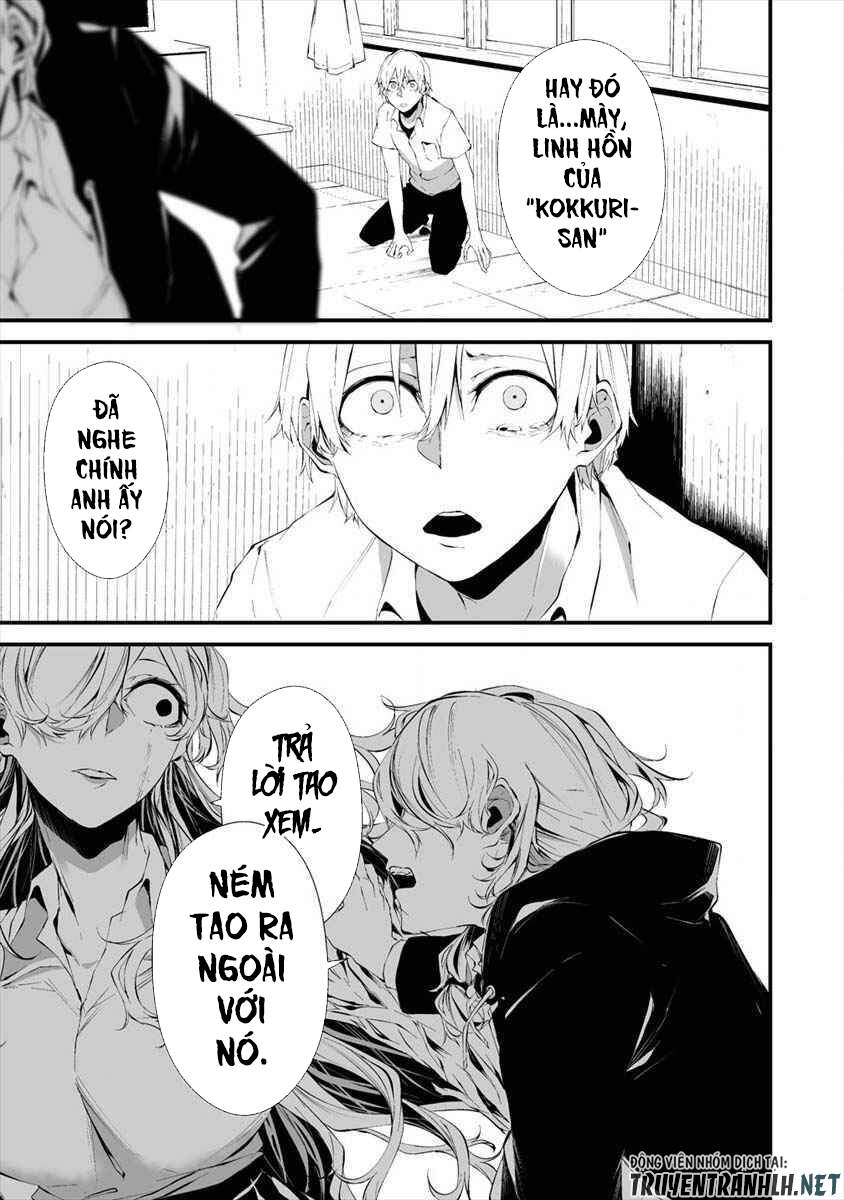 HAY ĐÓ
LÀ...MÀY,
LINH HỒN
CỦA
"KOKKURI-
SAN"
ĐÃ
NGHE
CHÍNH
ANH ẤY
NÓI?
TRẢ
LỜI TAO
XEM..
NÉM
TAO RA
NGOÀI
VỚI
NÓ.
ĐỘNG VIÊN NHÓM DỊCH TẠI:
TRUYENTRANHLH.NET